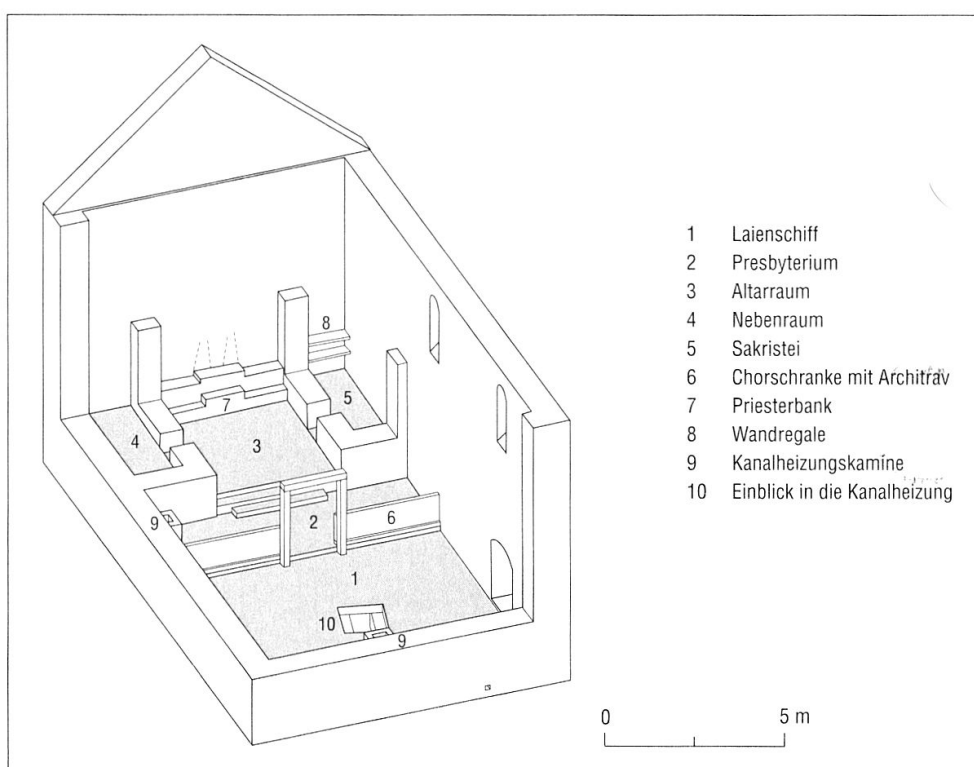 8
7
5
4
3
9
2
6
1
10
9
1 Laienschiff
2 Presbyterium
3 Altarraum
4 Nebenraum
5 Sakristei
6 Chorschranke mit Architrav
7 Priesterbank
8 Wandregale
9 Kanalheizungskamine
10 Einblick in die Kanalheizung
0 5 m